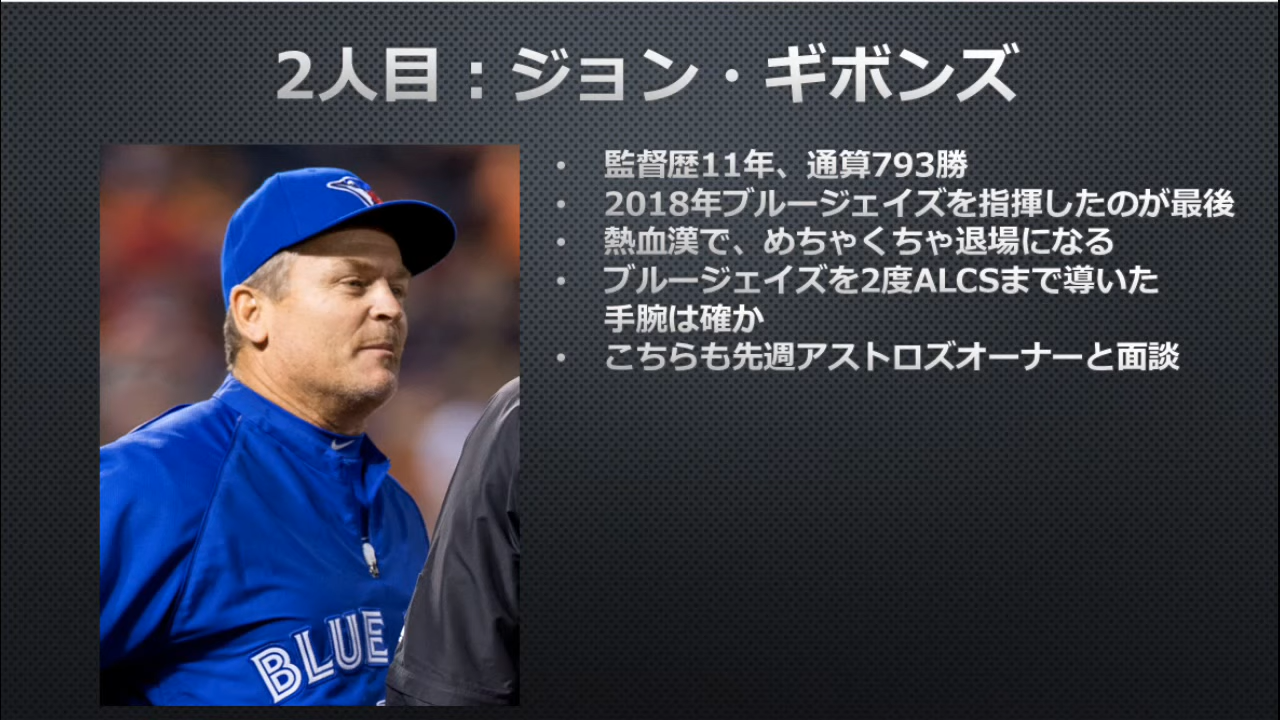 2人目：ジョン・ギボンズ
• 監督歴11年、通算793勝
• 2018年ブルージェイズを指揮したのが最後
• 熱血漢で、めちゃくちゃ退場になる
• ブルージェイズを2度ALCSまで導いた
手腕は確か
• こちらも先週アストロズオーナーと面談
BLUE